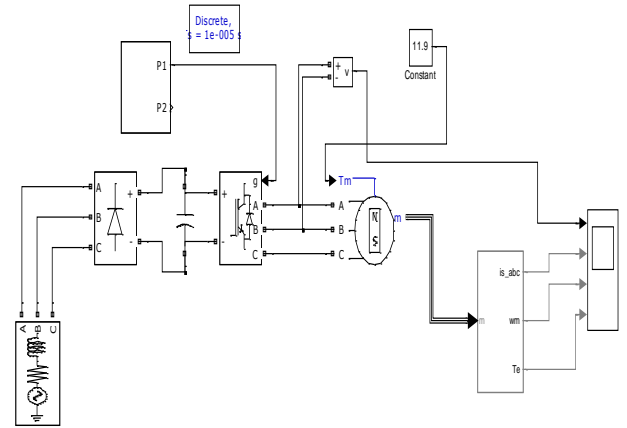 Discrete,
s = 1e-005 s
P1
P2
+
-
v
11.9
Constant
A
B
C
+
-
+
-
g
A
B
C
Tm
A
B
C
N
S
m
m
is_abc
wm
Te
A
B
C